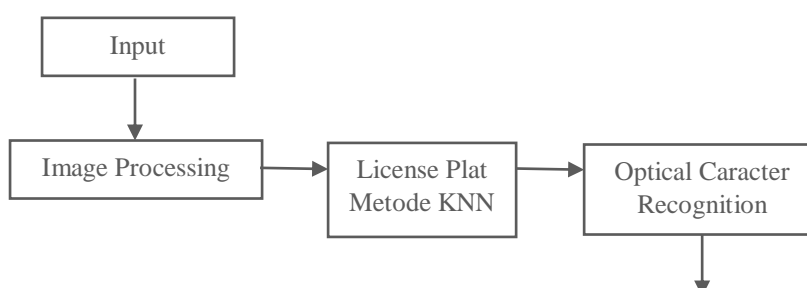 Input
Image Processing
License Plat
Metode KNN
Optical Caracter
Recognition